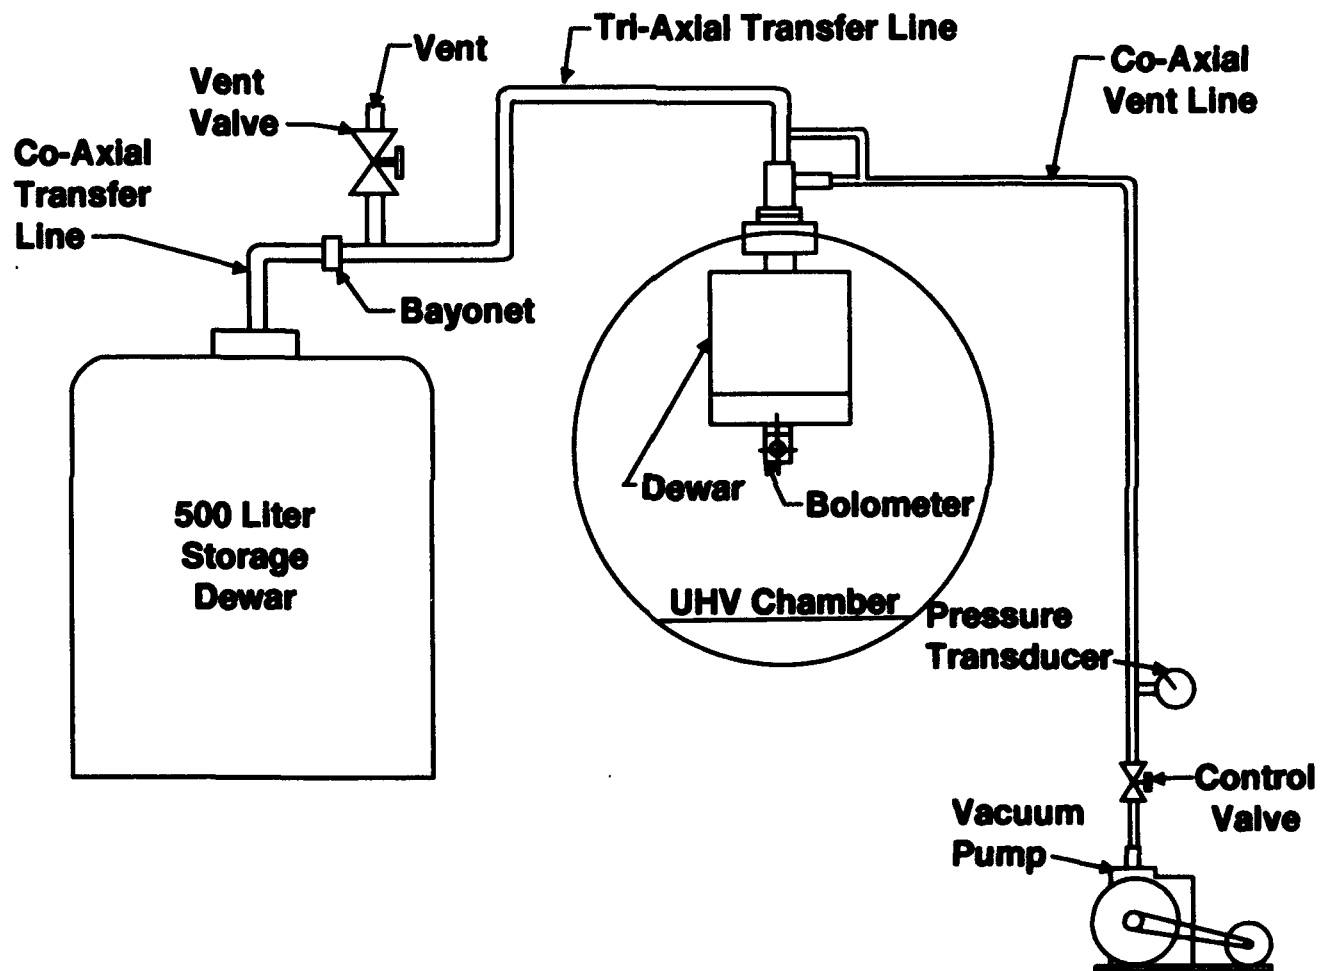 Tri-Axial Transfer Line
Vent
Co-Axial
Vent Line
Vent
Valve
Co-Axial
Transfer
Line
Bayonet
Dewar
Bolometer
500 Liter
Storage
Dewar
UHV Chamber
Pressure
Transducer
Control
Valve
Vacuum
Pump